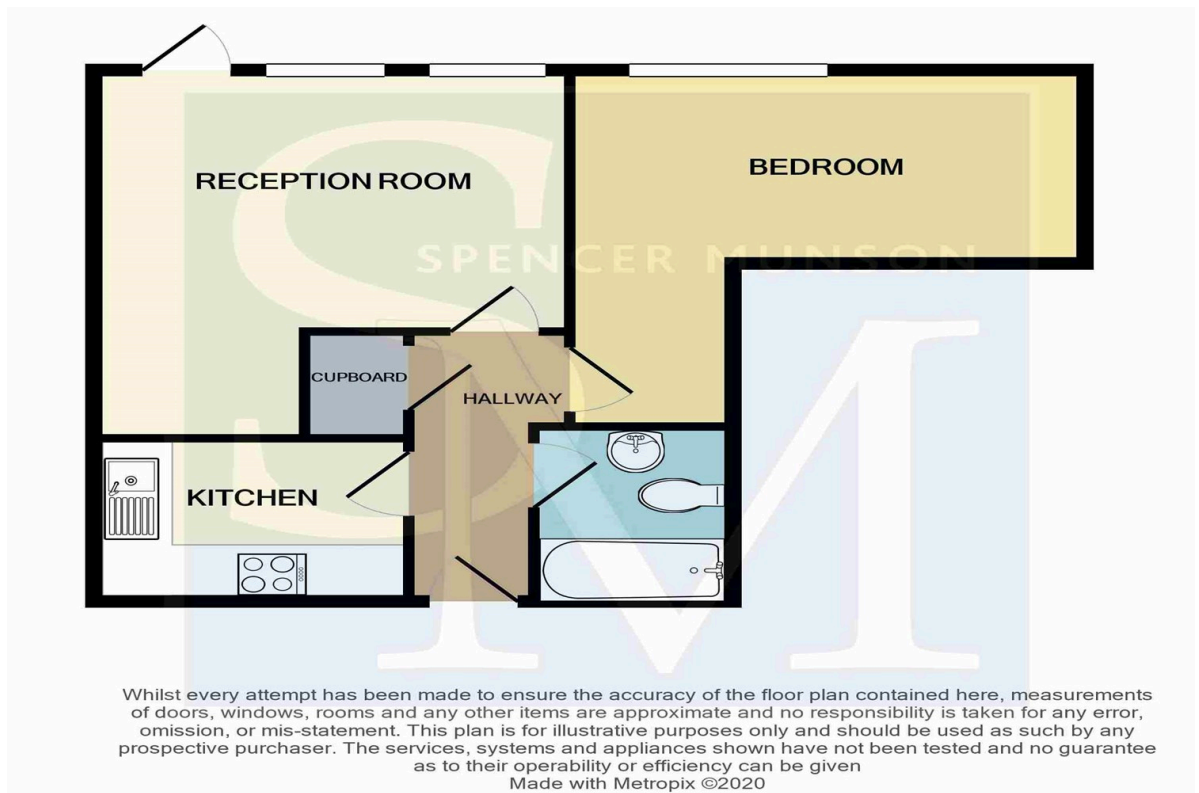 RECEPTION ROOM
BEDROOM
SPENCER MUNSON
CUPBOARD
HALLWAY
KITCHEN
SM
Whilst every attempt has been made to ensure the accuracy of the floor plan contained here, measurements
of doors, windows, rooms and any other items are approximate and no responsibility is taken for any error,
omission, or mis-statement. This plan is for illustrative purposes only and should be used as such by any
prospective purchaser. The services, systems and appliances shown have not been tested and no guarantee
as to their operability or efficiency can be given
Made with Metropix ©2020